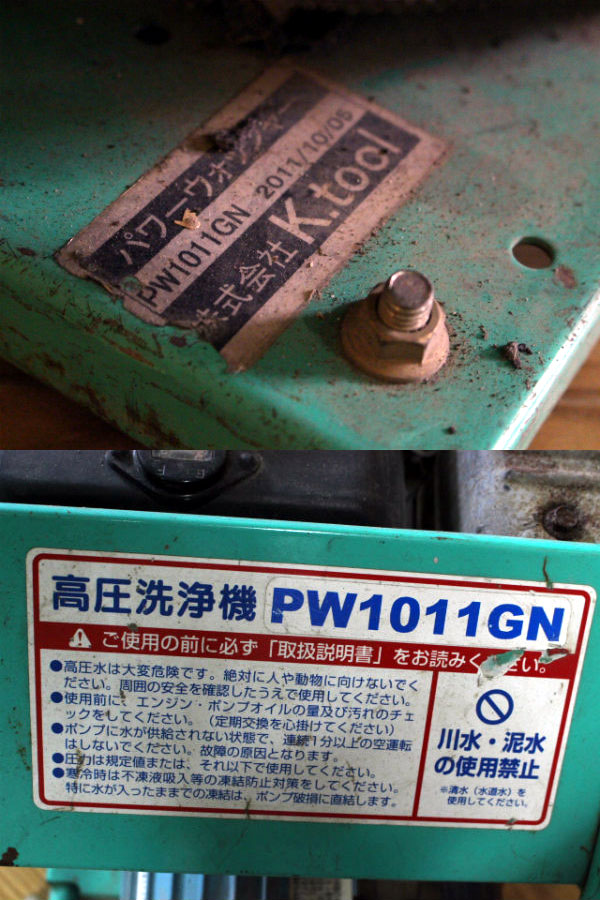 パワーウォッシャー
PW1011GN 2011/10/05
株式会社 K.tool
高圧洗浄機 PW1011GN
ご使用の前に必ず「取扱説明書」をお読みください。
●高圧水は大変危険です。絶対に人や動物に向けないでく
ださい。周囲の安全を確認したうえで使用してください。
●使用前に、エンジン・ポンプオイルの量及び汚れのチェ
ックをしてください。（定期交換を心掛けてください）
●ポンプに水が供給されない状態で、連続1分以上の空運転
はしないでください。故障の原因となります。
●圧力は規定値または、それ以下で使用してください。
●寒冷時は不凍液吸入等の凍結防止対策をしてください。
特に水が入ったままでの凍結は、ポンプ破損に直結します。
川水・泥水
の使用禁止
※清水（水道水）を
使用してください。